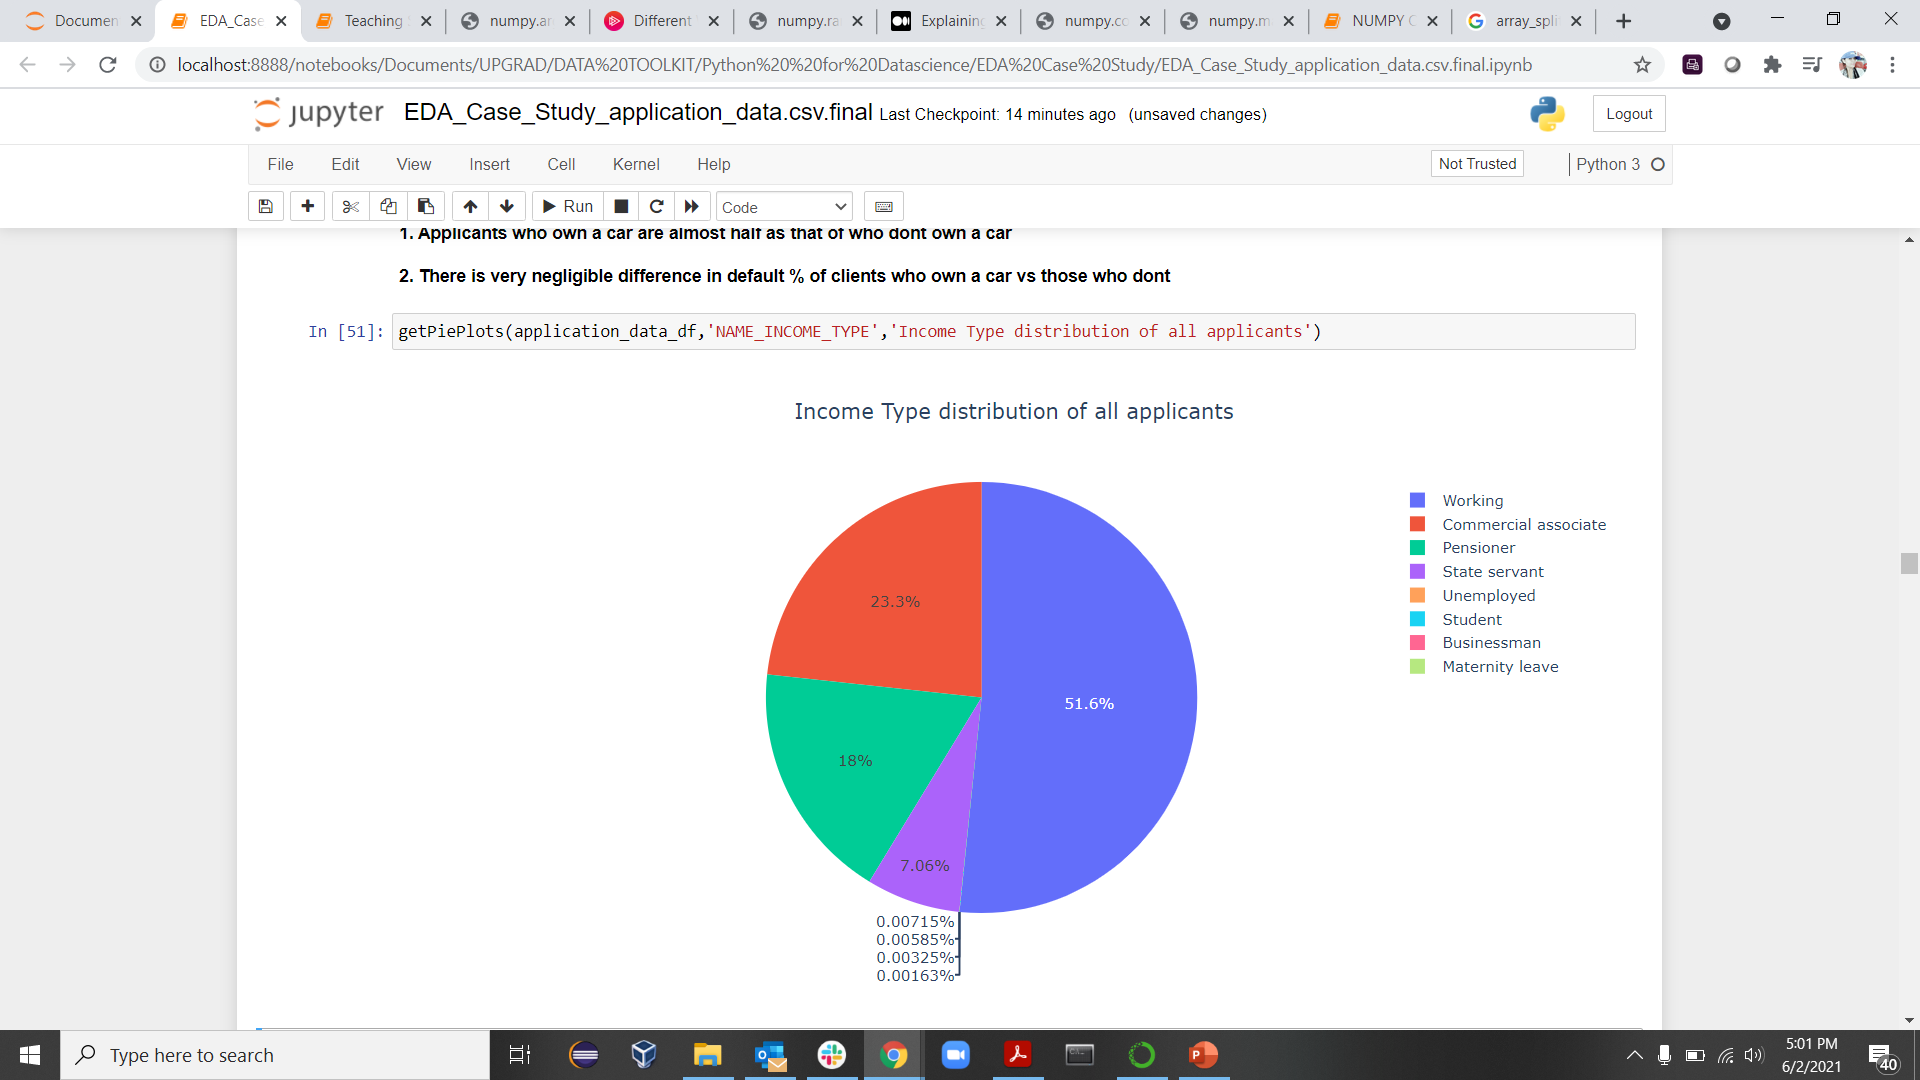 Documen
EDA_Case
Teaching
numpy.ar
Different
numpy.ra
Explaining
numpy.co
numpy.m
NUMPY C
array_spli
localhost:8888/notebooks/Documents/UPGRAD/DATA%20TOOLKIT/Python%20%20for%20Datascience/EDA%20Case%20Study/EDA_Case_Study_application_data.csv.final.ipynb
jupyter EDA_Case_Study_application_data.csv.final Last Checkpoint: 14 minutes ago (unsaved changes)
Logout
File Edit View Insert Cell Kernel Help
Not Trusted
Python 3
Run
Code
1. Applicants who own a car are almost half as that of who dont own a car
2. There is very negligible difference in default % of clients who own a car vs those who dont
In [51]: getPiePlots(application_data_df,'NAME_INCOME_TYPE','Income Type distribution of all applicants')
Income Type distribution of all applicants
Working
Commercial associate
Pensioner
State servant
Unemployed
Student
Businessman
Maternity leave
23.3%
51.6%
18%
7.06%
0.00715%
0.00585%
0.00325%
0.00163%
Type here to search
5:01 PM
6/2/2021
40